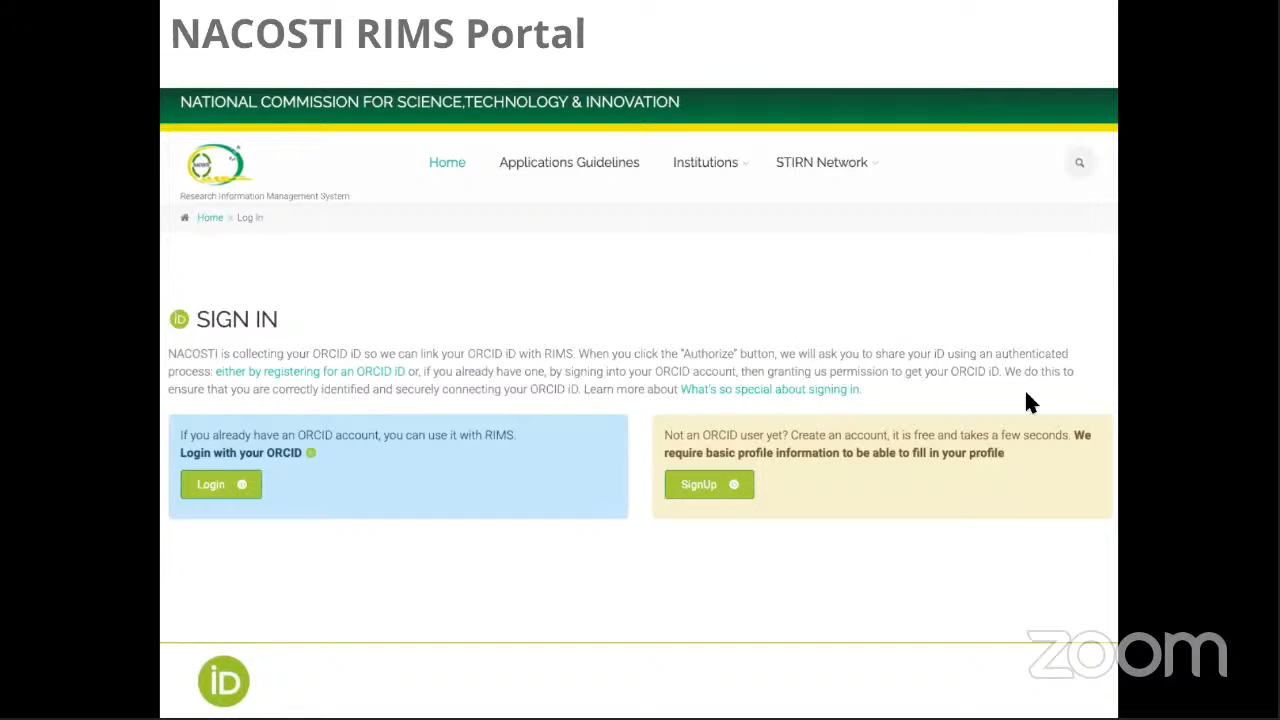 NACOSTI RIMS Portal
NATIONAL COMMISSION FOR SCIENCE,TECHNOLOGY & INNOVATION
Home
Applications Guidelines
Institutions
STIRN Network
Research Information Management System
Home » Log In
iD SIGN IN
NACOSTI is collecting your ORCID iD so we can link your ORCID iD with RIMS. When you click the "Authorize" button, we will ask you to share your iD using an authenticated
process: either by registering for an ORCID iD or, if you already have one, by signing into your ORCID account, then granting us permission to get your ORCID iD. We do this to
ensure that you are correctly identified and securely connecting your ORCID iD. Learn more about What's so special about signing in.
If you already have an ORCID account, you can use it with RIMS.
Login with your ORCID
Login
Not an ORCID user yet? Create an account, it is free and takes a few seconds. We
require basic profile information to be able to fill in your profile
SignUp
iD
zoom